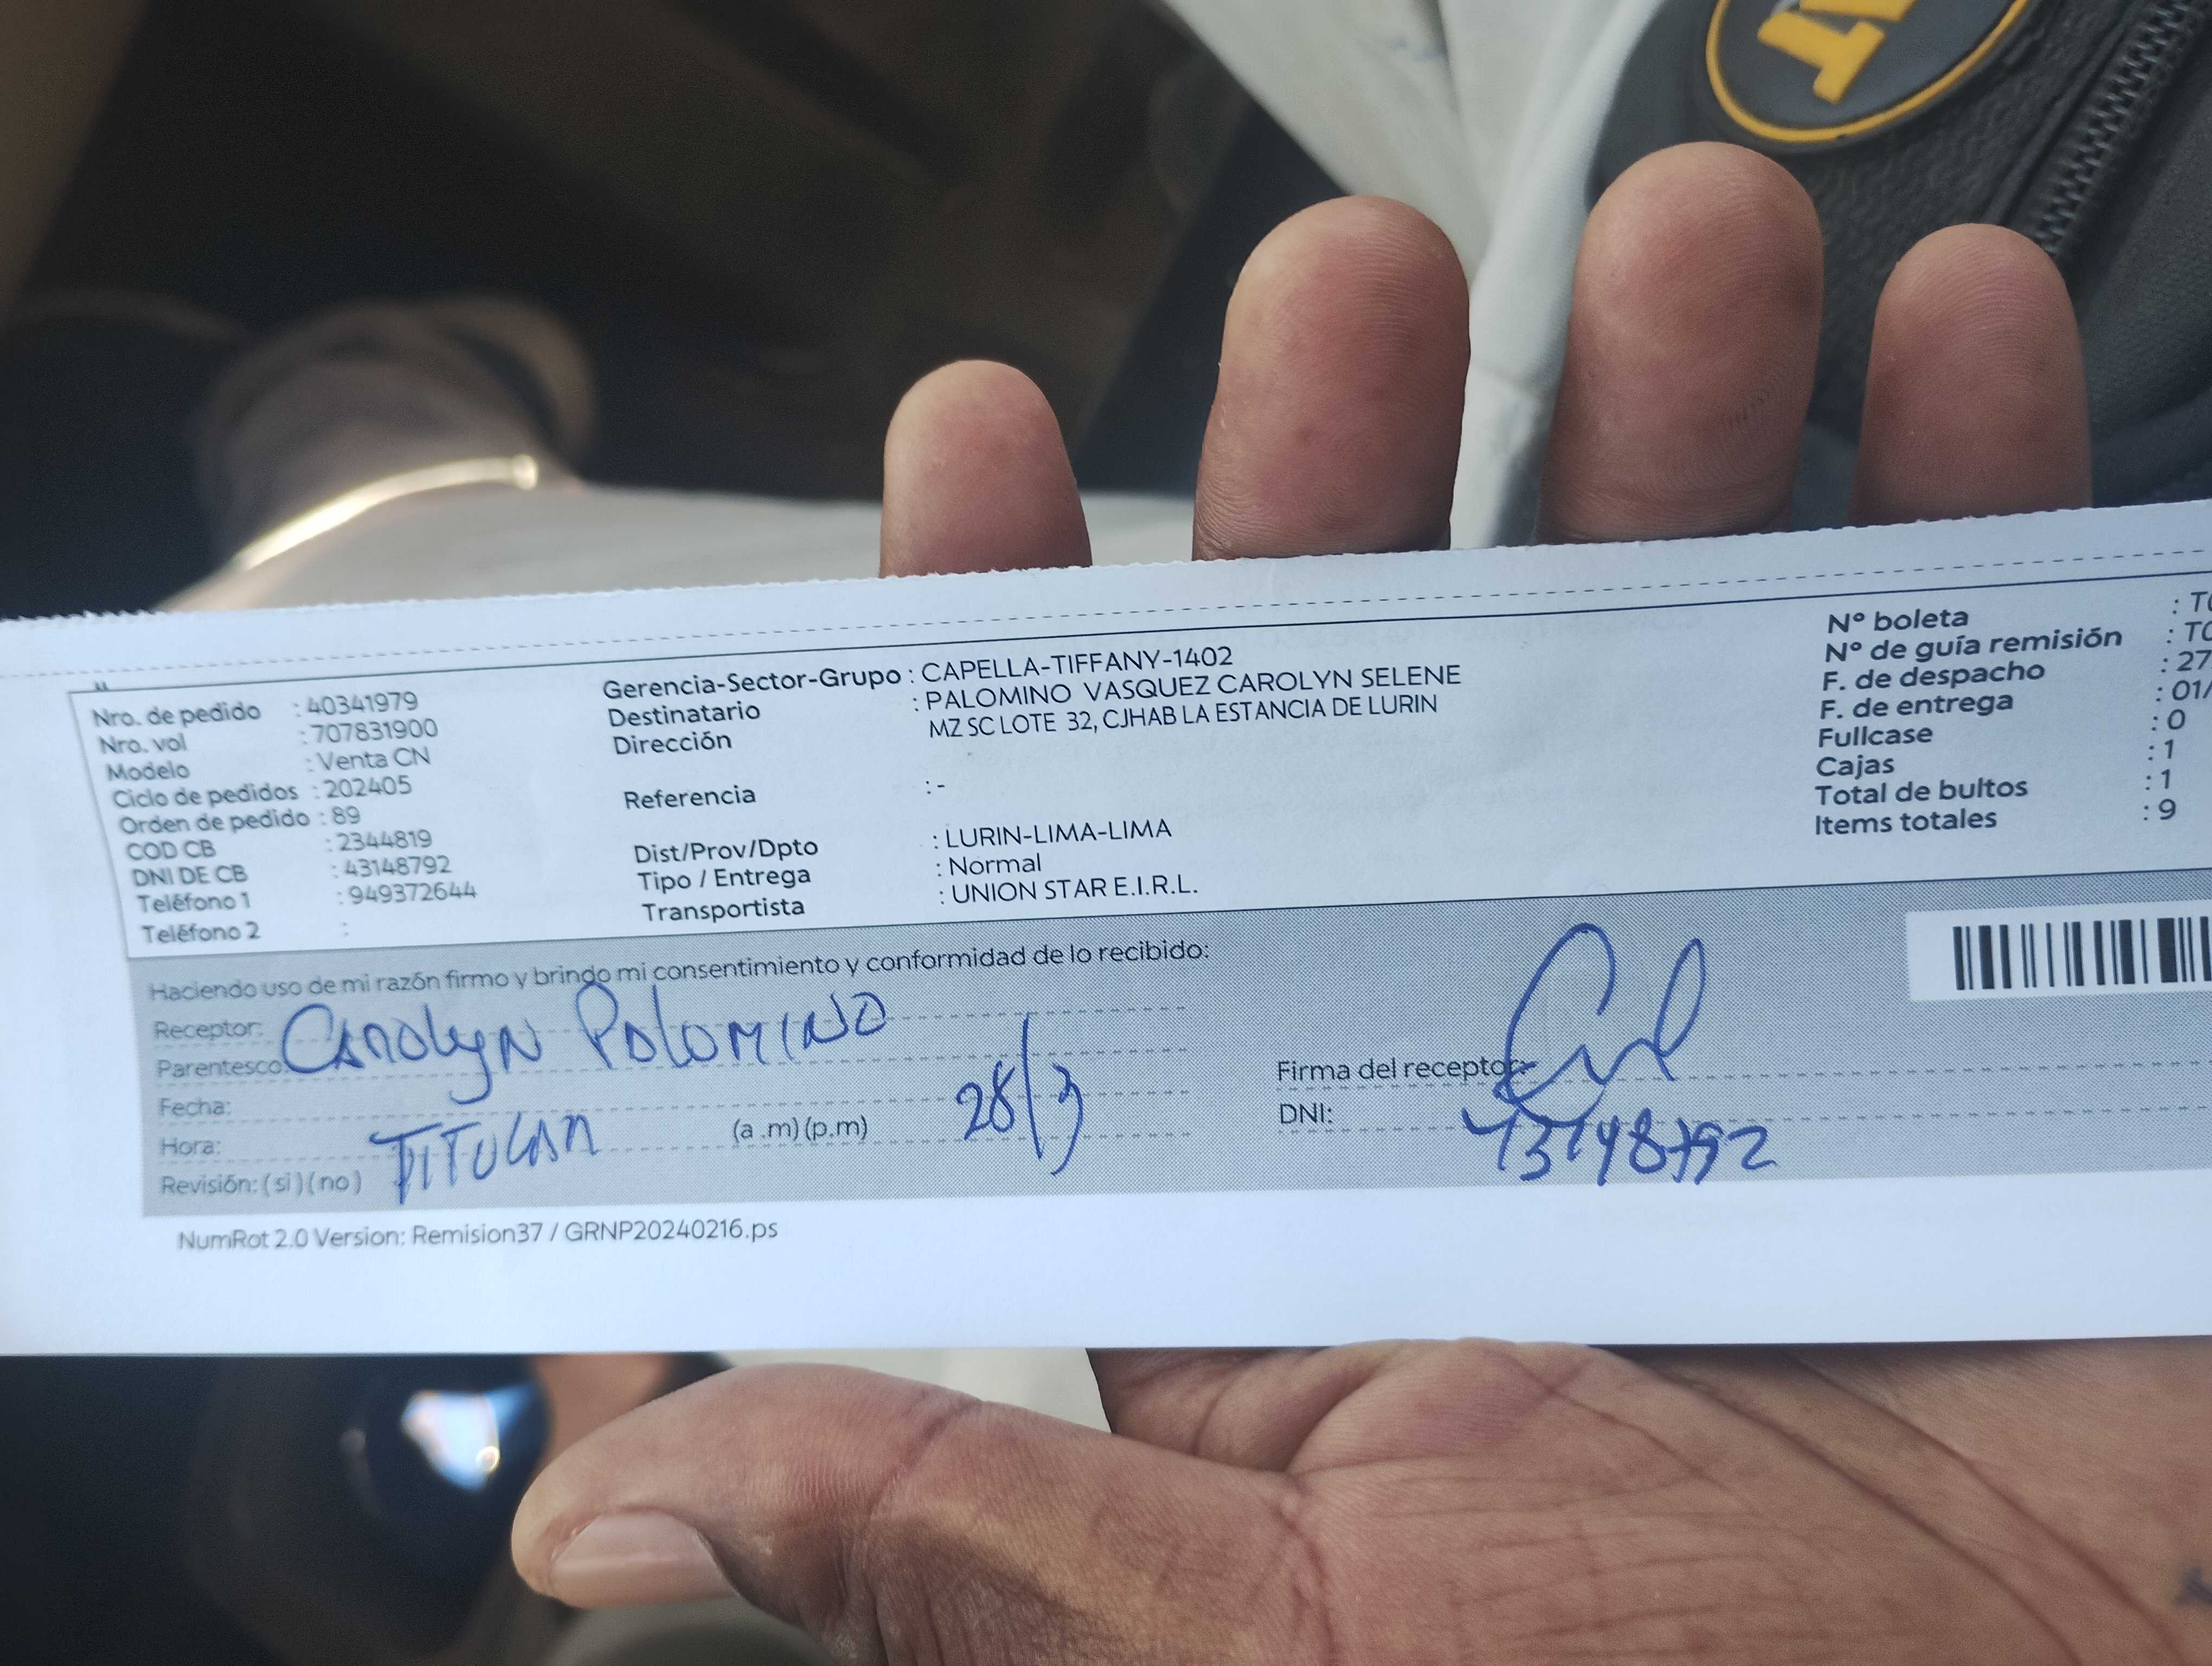 Nro. de pedido : 40341979
Nro. vol : 707831900
Modelo : Venta CN
Ciclo de pedidos : 202405
Orden de pedido : 89
COD CB : 2344819
DNI DE CB : 43148792
Teléfono 1 : 949372644
Teléfono 2 :
Gerencia-Sector-Grupo : CAPELLA-TIFFANY-1402
Destinatario : PALOMINO VASQUEZ CAROLYN SELENE
Dirección MZ SC LOTE 32, CJHAB LA ESTANCIA DE LURIN
Referencia : -
Dist/Prov/Dpto : LURIN-LIMA-LIMA
Tipo / Entrega : Normal
Transportista : UNION STAR E.I.R.L.
Nº boleta :
Nº de guía remisión :
F. de despacho : 27
F. de entrega : 01/
Fullcase : 0
Cajas : 1
Total de bultos : 1
Items totales : 9
Haciendo uso de mi razón firmo y brindo mi consentimiento y conformidad de lo recibido:
Receptor: Carolyn Palomino
Parentesco:
Fecha:
Hora: TITULAR (a .m) (p.m) 28/3
Revisión: ( si ) ( no )
Firma del receptor:
DNI: 43148792
NumRot 2.0 Version: Remision37 / GRNP20240216.ps